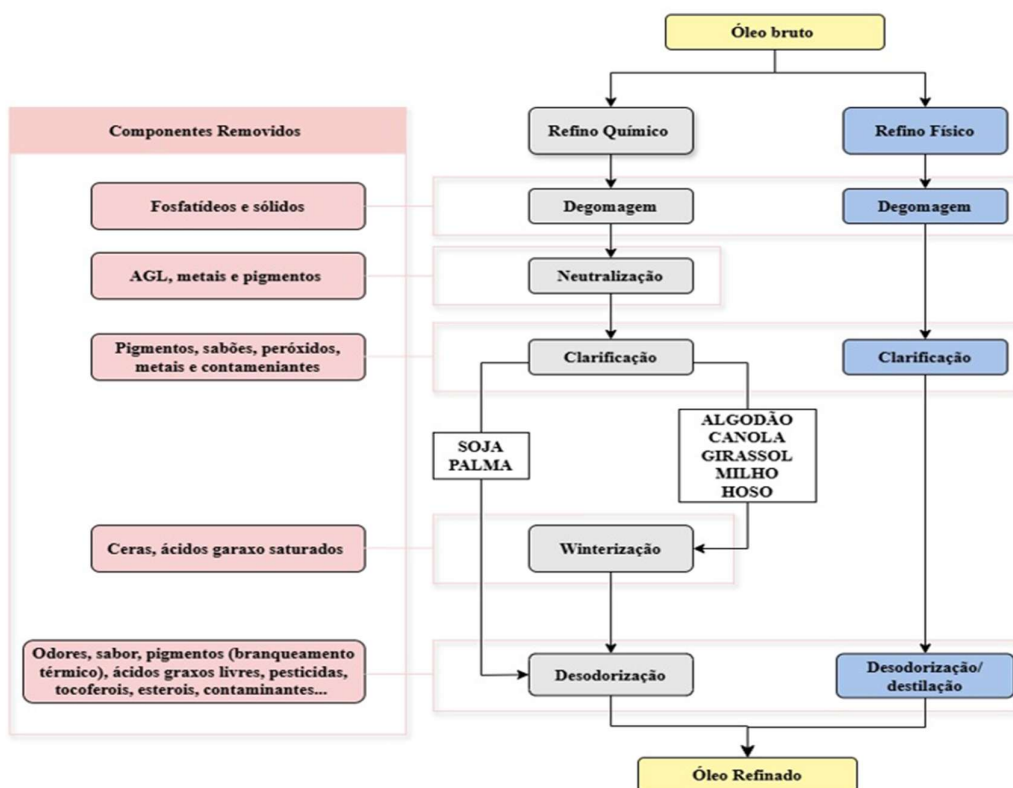 Óleo bruto
Componentes Removidos
Refino Químico
Refino Físico
Fosfatídeos e sólidos
Degomagem
Degomagem
AGL, metais e pigmentos
Neutralização
Pigmentos, sabões, peróxidos,
metais e contameniantes
Clarificação
Clarificação
SOJA
PALMA
ALGODÃO
CANOLA
GIRASSOL
MILHO
HOSO
Ceras, ácidos garaxo saturados
Winterização
Odores, sabor, pigmentos (branqueamento
térmico), ácidos graxos livres, pesticidas,
tocoferois, esterois, contaminantes...
Desodorização
Desodorização/
destilação
Óleo Refinado